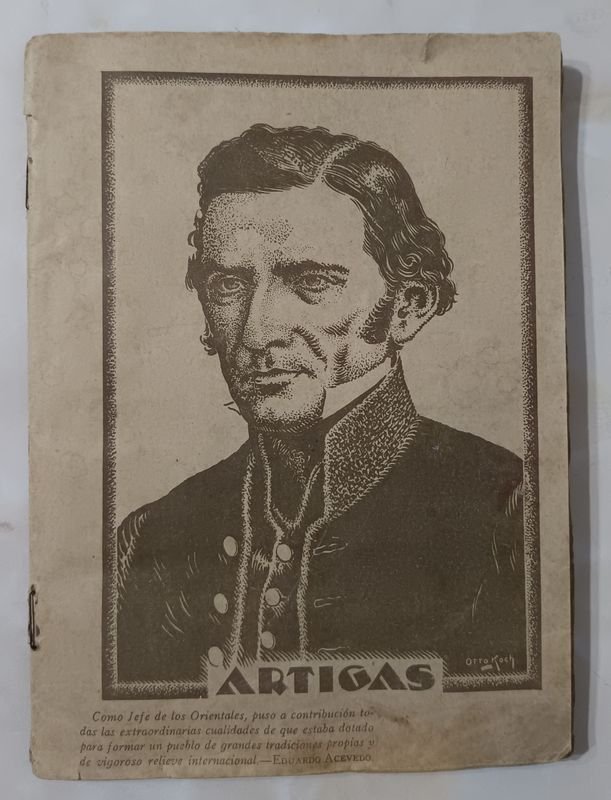 Otto Koch
ARTIGAS
Como Jefe de los Orientales, puso a contribución to-
das las extraordinarias cualidades de que estaba dotado
para formar un pueblo de grandes tradiciones propias y
de vigoroso relieve internacional.—EDUARDO ACEVEDO